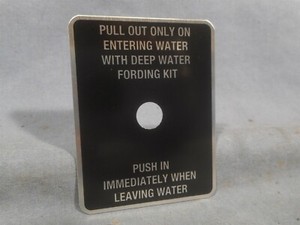 PULL OUT ONLY ON
ENTERING WATER
WITH DEEP WATER
FORDING KIT
PUSH IN
IMMEDIATELY WHEN
LEAVING WATER